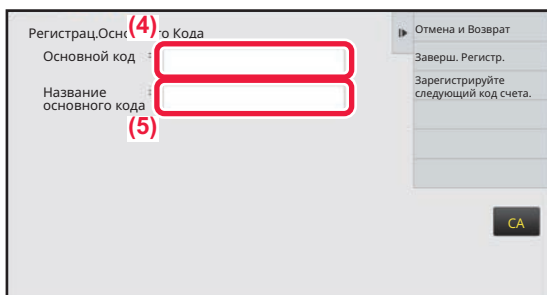 (4)
Регистрац.Осн го Кода
Основной код :
Название :
основного кода
(5)
Отмена и Возврат
Заверш. Регистр.
Зарегистрируйте
следующий код счета.
CA